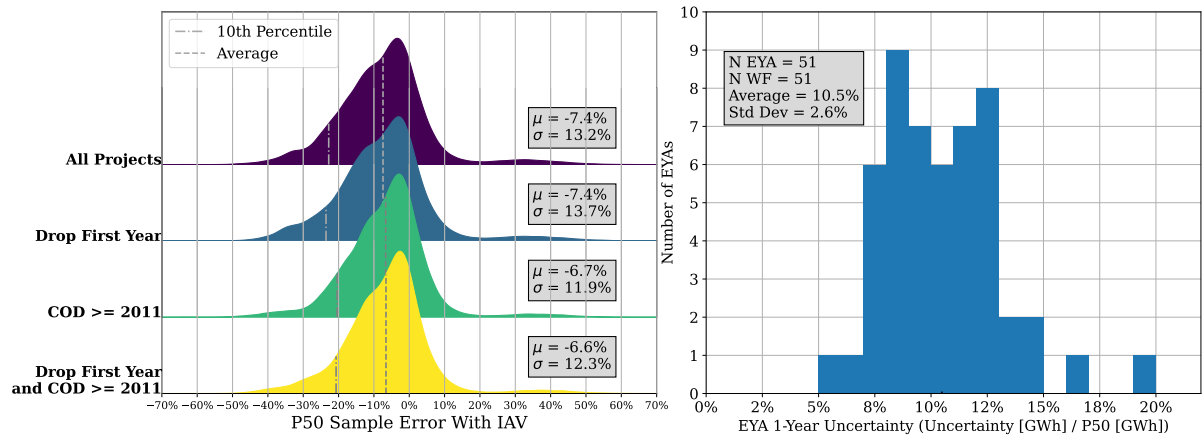 10th Percentile
Average
μ = -7.4%
σ = 13.2%
All Projects
μ = -7.4%
σ = 13.7%
Drop First Year
μ = -6.7%
σ = 11.9%
COD >= 2011
μ = -6.6%
σ = 12.3%
Drop First Year
and COD >= 2011
−70% −60% −50% −40% −30% −20% −10% 0% 10% 20% 30% 40% 50% 60% 70%
P50 Sample Error With IAV
10
9
8
7
6
5
4
3
2
1
0
Number of EYAs
N EYA = 51
N WF = 51
Average = 10.5%
Std Dev = 2.6%
0% 2% 5% 8% 10% 12% 15% 18% 20%
EYA 1-Year Uncertainty (Uncertainty [GWh] / P50 [GWh])